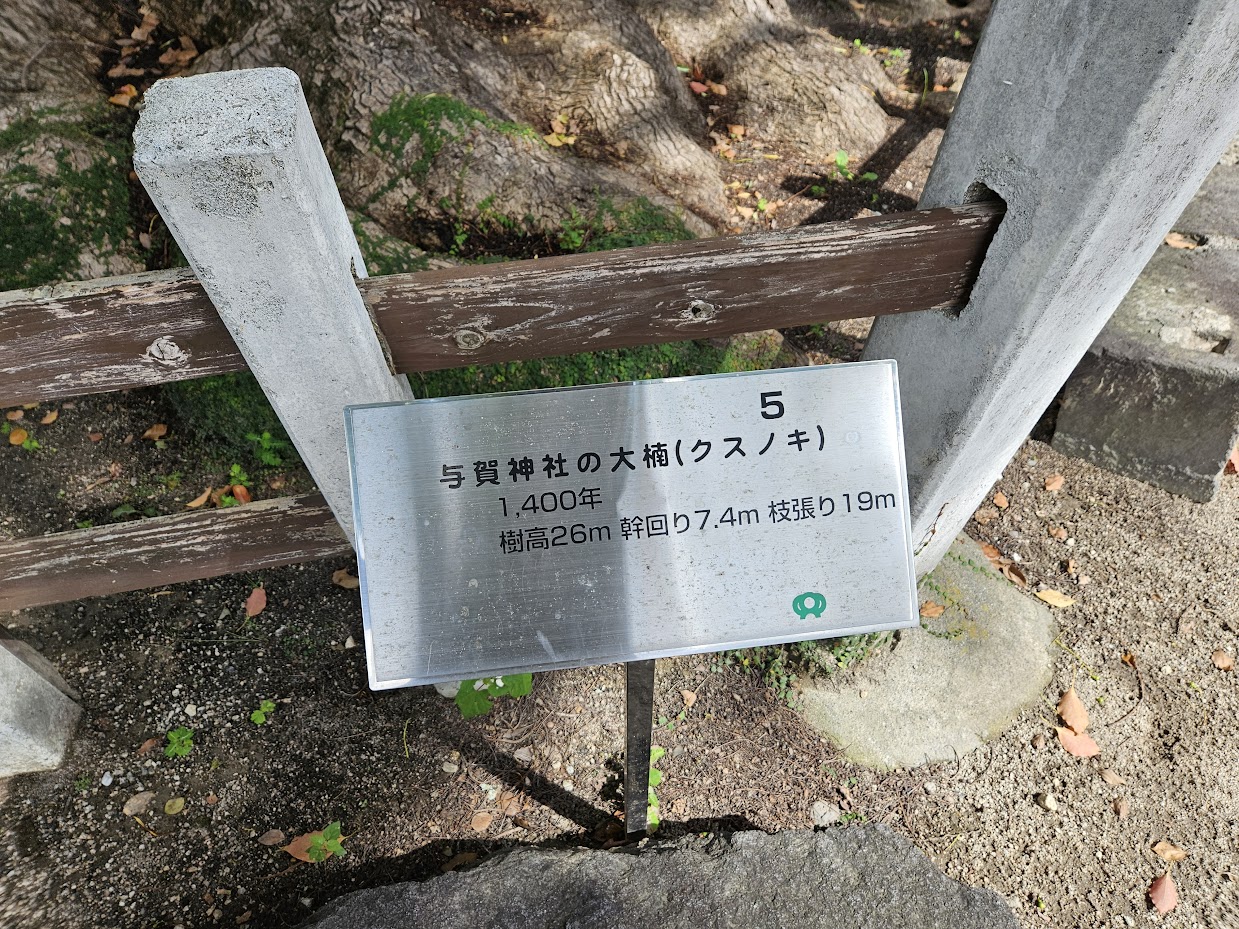 5
与賀神社の大楠(クスノキ)
1,400年
樹高26m 幹回り7.4m 枝張り19m